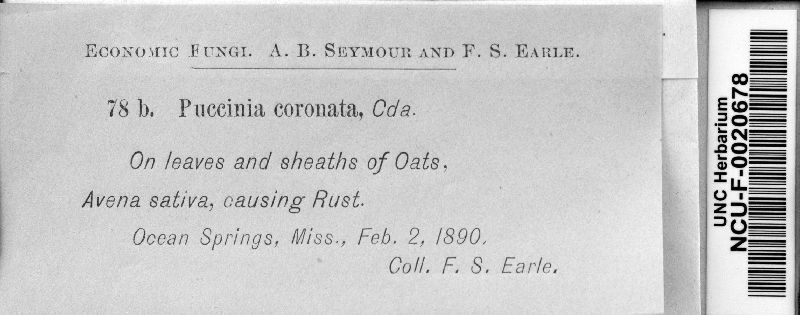 Economic Fungi. A. B. Seymour and F. S. Earle.
78 b. Puccinia coronata, Cda.
On leaves and sheaths of Oats,
Avena sativa, causing Rust.
Ocean Springs, Miss., Feb. 2, 1890.
Coll. F. S. Earle.
UNC Herbarium
NCU-F-0020678